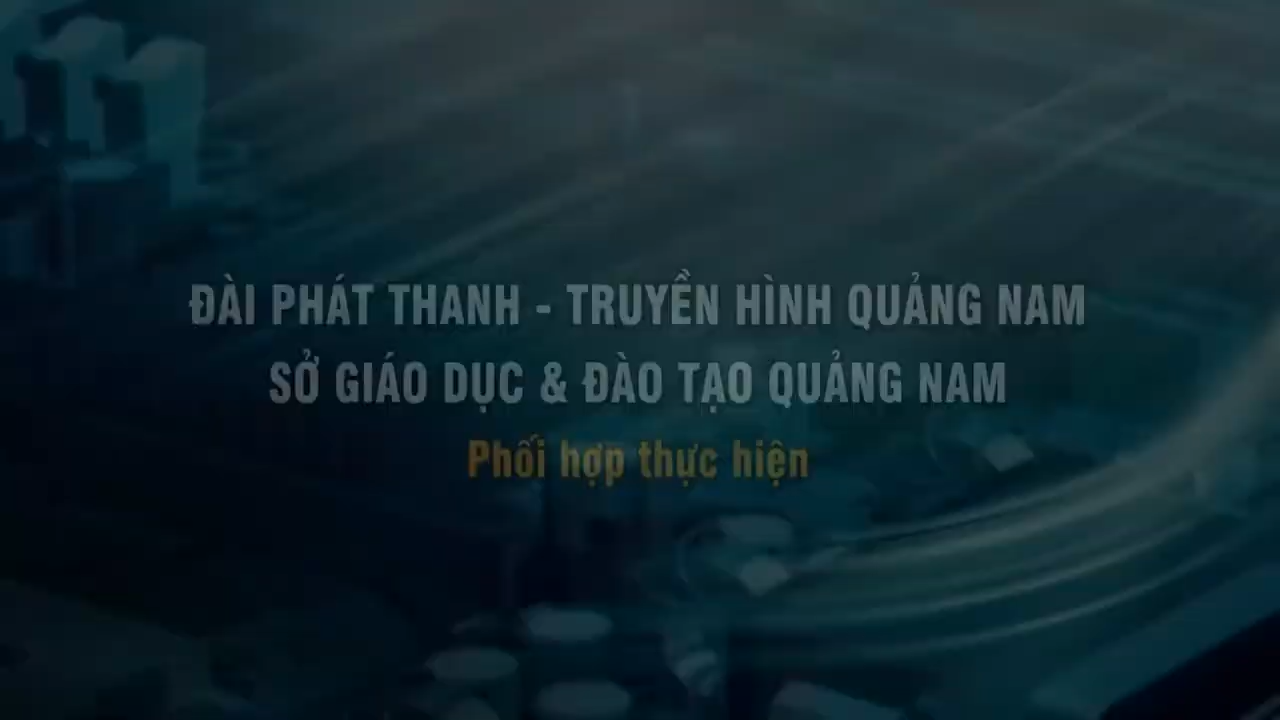 ĐÀI PHÁT THANH - TRUYỀN HÌNH QUẢNG NAM
SỞ GIÁO DỤC & ĐÀO TẠO QUẢNG NAM
Phối hợp thực hiện